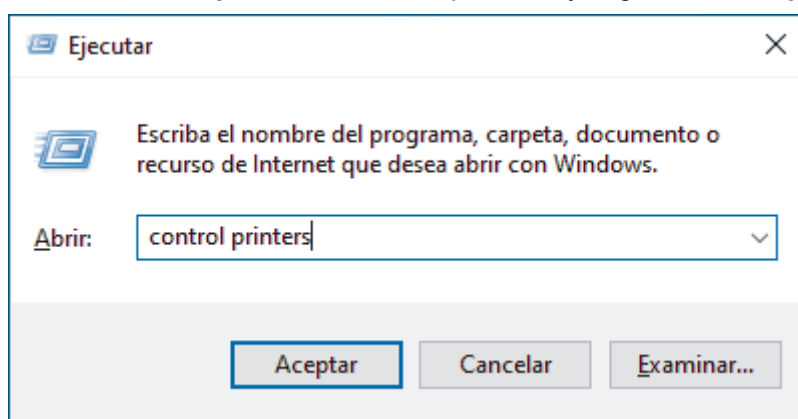 Ejecutar
Escriba el nombre del programa, carpeta, documento o
recurso de Internet que desea abrir con Windows.
Abrir:
control printers
Aceptar
Cancelar
Examinar...